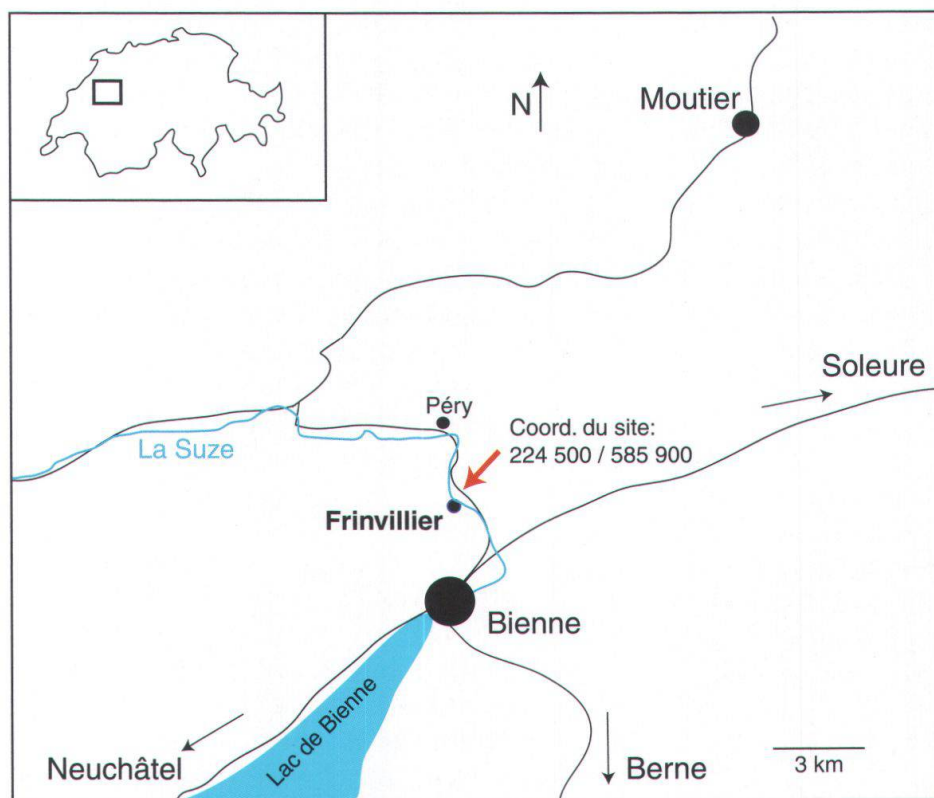 N
Moutier
Soleure
Péry
Coord. du site:
224 500 / 585 900
La Suze
Frinvillier
Bienne
Lac de Bienne
Neuchâtel
Berne
3 km